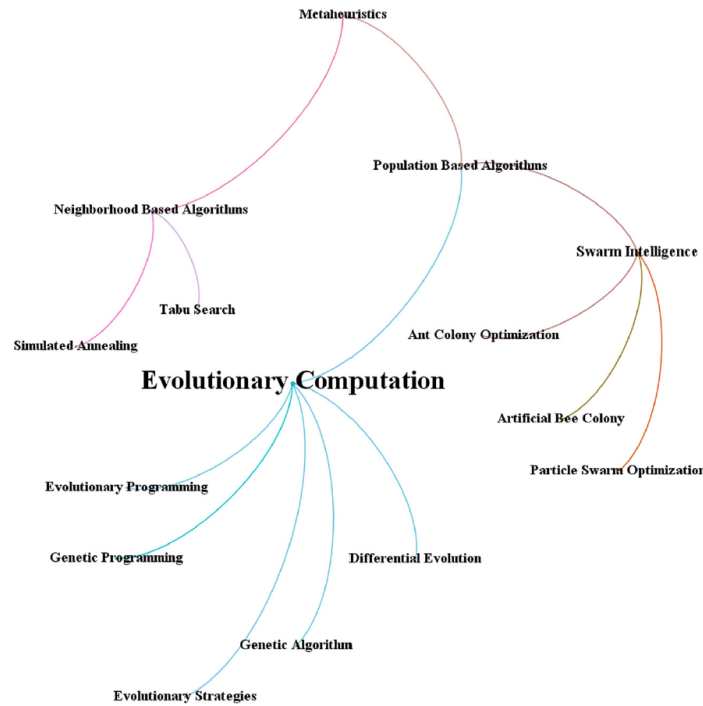 Metaheuristics
Population Based Algorithms
Neighborhood Based Algorithms
Swarm Intelligence
Tabu Search
Ant Colony Optimization
Simulated Annealing
Evolutionary Computation
Artificial Bee Colony
Particle Swarm Optimization
Evolutionary Programming
Genetic Programming
Differential Evolution
Genetic Algorithm
Evolutionary Strategies